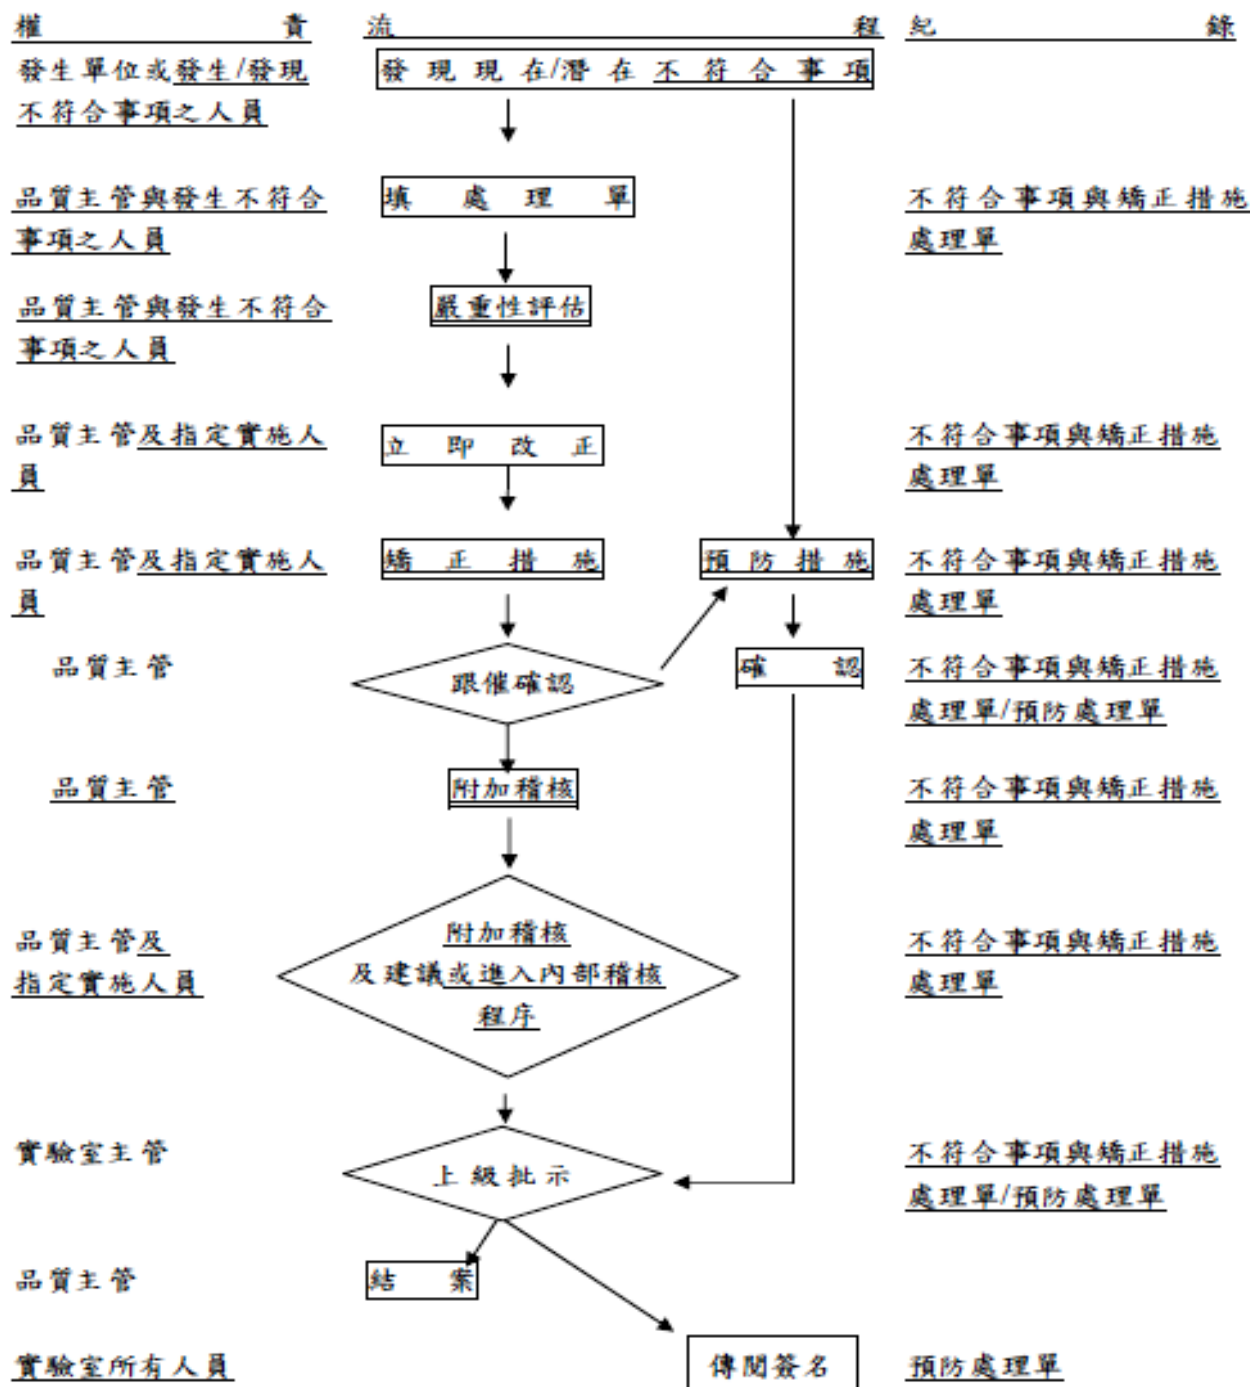 權責 流程 紀錄
發生單位或發生/發現 發現現在/潛在不符合事項
不符合事項之人員
品質主管與發生不符合 填處理單 不符合事項與矯正措施
事項之人員 處理單
品質主管與發生不符合 嚴重性評估
事項之人員
品質主管及指定實施人 立即改正 不符合事項與矯正措施
員 處理單
品質主管及指定實施人 矯正措施 預防措施 不符合事項與矯正措施
員 處理單
品質主管 跟催確認 確認 不符合事項與矯正措施
處理單/預防處理單
品質主管 附加稽核 不符合事項與矯正措施
處理單
品質主管及 附加稽核 不符合事項與矯正措施
指定實施人員 及建議或進入內部稽核 處理單
程序
實驗室主管 上級批示 不符合事項與矯正措施
處理單/預防處理單
品質主管 結案
實驗室所有人員 傳閱簽名 預防處理單